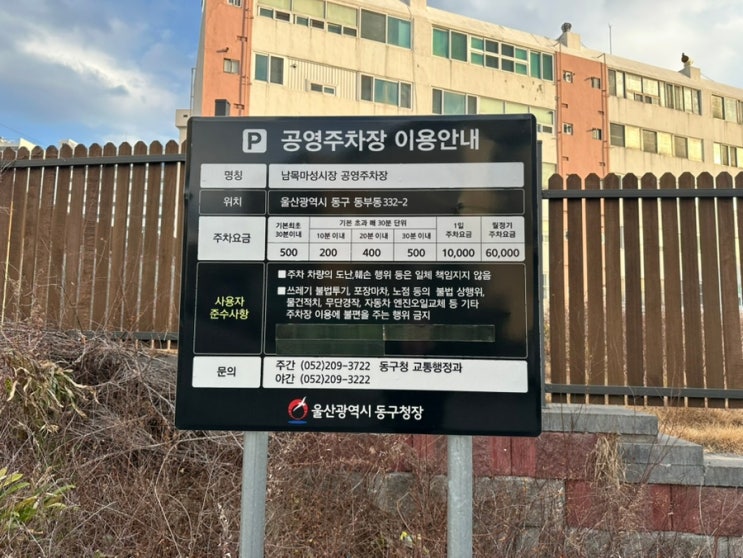 P 공영주차장 이용안내
명칭 남목마성시장 공영주차장
위치 울산광역시 동구 동부동 332-2
주차요금
기본최초 30분이내 기본 초과 매 30분 단위 1일 주차요금 월정기 주차요금
10분 이내 20분 이내 30분 이내
500 200 400 500 10,000 60,000
사용자 준수사항
■ 주차 차량의 도난,훼손 행위 등은 일체 책임지지 않음
■ 쓰레기 불법투기, 포장마차, 노점 등의 불법 상행위,
물건적치, 무단경작, 자동차 엔진오일교체 등 기타
주차장 이용에 불편을 주는 행위 금지
문의
주간 (052)209-3722 동구청 교통행정과
야간 (052)209-3222
울산광역시 동구청장